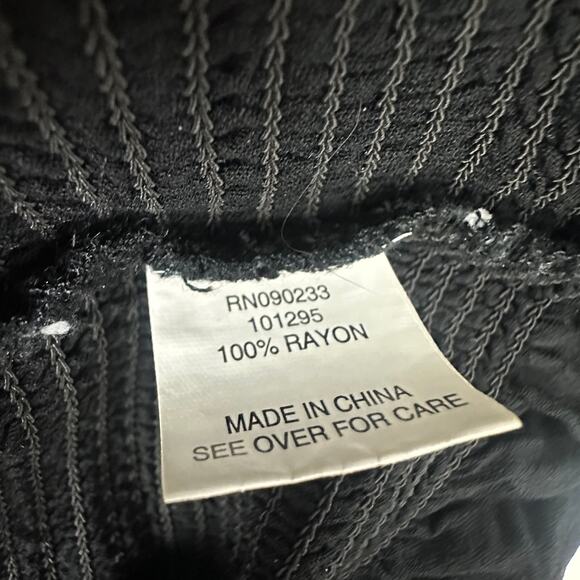 RN090233
101295
100% RAYON
MADE IN CHINA
SEE OVER FOR CARE